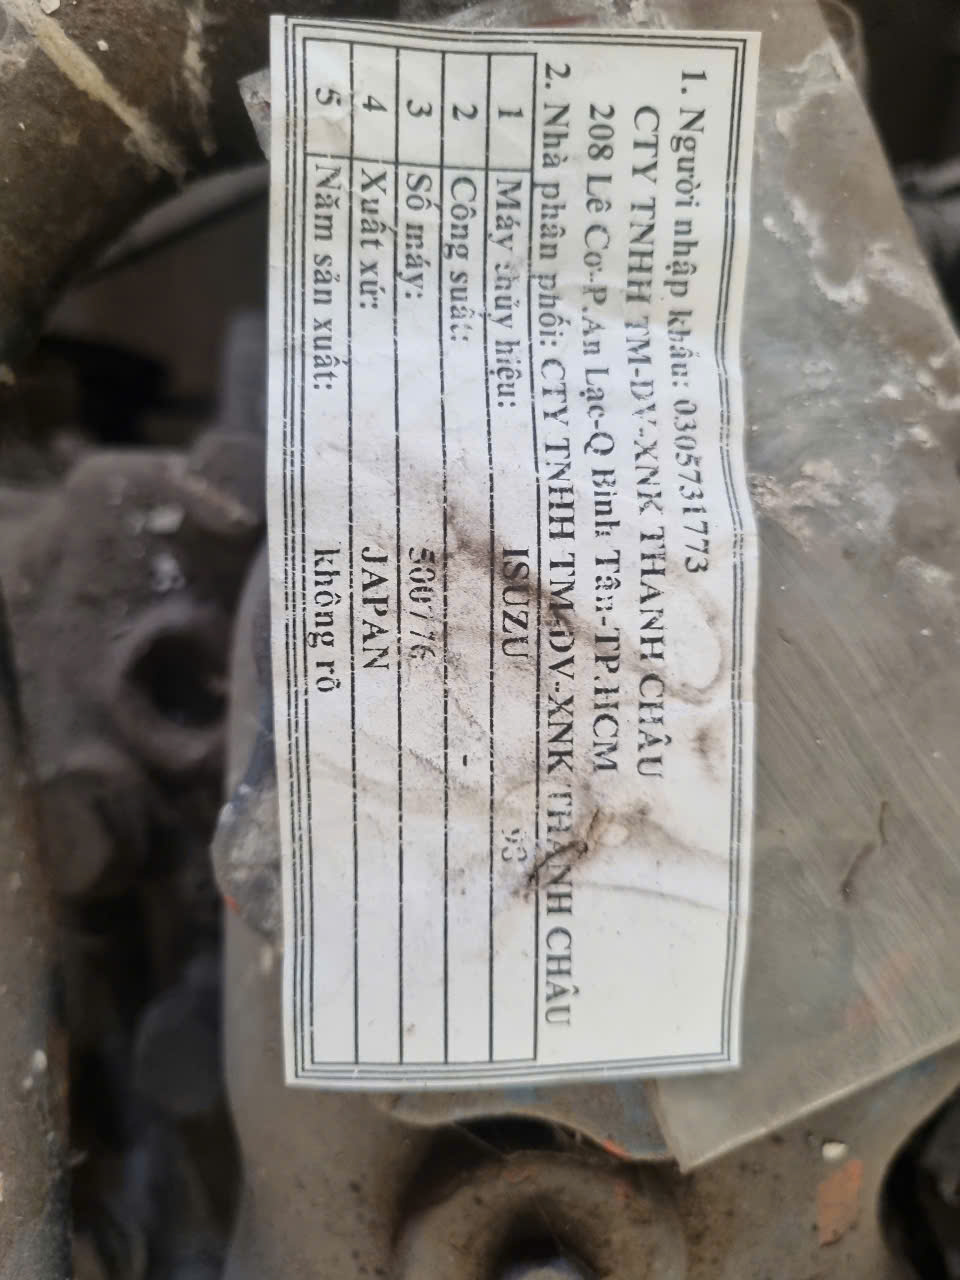 1. Người nhập khẩu: 0305731773
CTY TNHH TM-DV-XNK THANH CHÂU
208 Lê Cơ-P.An Lạc-Q Bình Tân-TP.HCM
2. Nhà phân phối: CTY TNHH TM-DV-XNK THANH CHÂU
1 Máy thủy hiệu: ISUZU 93
2 Công suất: -
3 Số máy: 500776
4 Xuất xứ: JAPAN
5 Năm sản xuất: không rõ